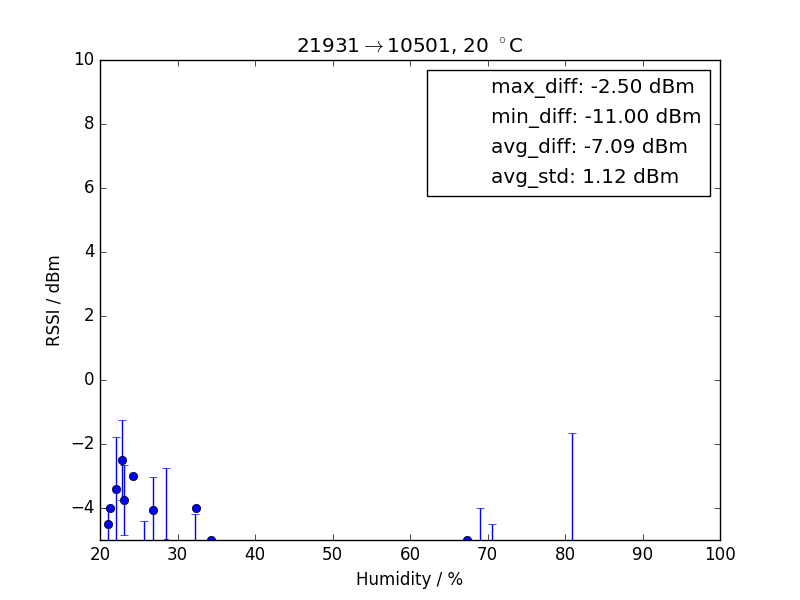 21931→10501, 20 °C
max_diff: -2.50 dBm
min_diff: -11.00 dBm
avg_diff: -7.09 dBm
avg_std: 1.12 dBm
RSSI / dBm
10
8
6
4
2
0
−2
−4
20 30 40 50 60 70 80 90 100
Humidity / %